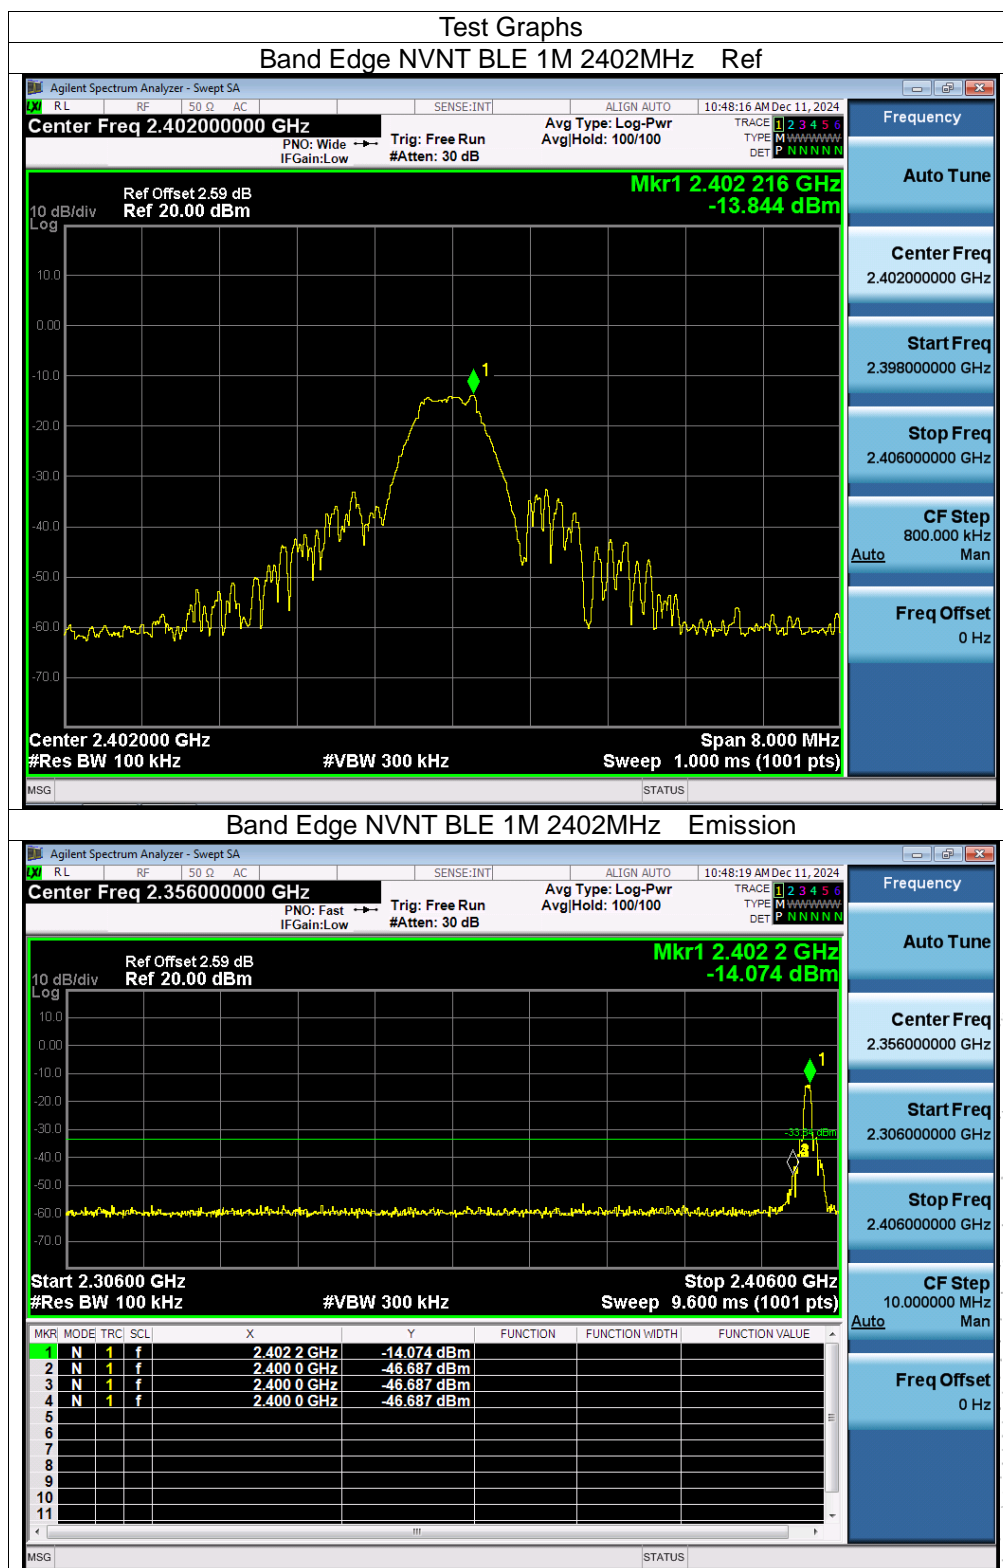 Test Graphs
Band Edge NVNT BLE 1M 2402MHz Ref
Agilent Spectrum Analyzer - Swept SA
LXI RL RF 50 Ω AC SENSE:INT ALIGN AUTO 10:48:16 AM Dec 11, 2024
Center Freq 2.402000000 GHz
PNO: Wide
IFGain:Low
Trig: Free Run
#Atten: 30 dB
Avg Type: Log-Pwr
Avg|Hold: 100/100
TRACE 1 2 3 4 5 6
TYPE M W W W W W
DET P N N N N N
Frequency
Auto Tune
Center Freq
2.402000000 GHz
Start Freq
2.398000000 GHz
Stop Freq
2.406000000 GHz
CF Step
800.000 kHz
Auto Man
Freq Offset
0 Hz
Mkr1 2.402 216 GHz
-13.844 dBm
Ref Offset 2.59 dB
10 dB/div Ref 20.00 dBm
Log
10.0
0.00
-10.0
-20.0
-30.0
-40.0
-50.0
-60.0
-70.0
1
Center 2.402000 GHz Span 8.000 MHz
#Res BW 100 kHz #VBW 300 kHz Sweep 1.000 ms (1001 pts)
MSG STATUS
Band Edge NVNT BLE 1M 2402MHz Emission
Agilent Spectrum Analyzer - Swept SA
LXI RL RF 50 Ω AC SENSE:INT ALIGN AUTO 10:48:19 AM Dec 11, 2024
Center Freq 2.356000000 GHz
PNO: Fast
IFGain:Low
Trig: Free Run
#Atten: 30 dB
Avg Type: Log-Pwr
Avg|Hold: 100/100
TRACE 1 2 3 4 5 6
TYPE M W W W W W
DET P N N N N N
Frequency
Auto Tune
Center Freq
2.356000000 GHz
Start Freq
2.306000000 GHz
Stop Freq
2.406000000 GHz
CF Step
10.000000 MHz
Auto Man
Freq Offset
0 Hz
Mkr1 2.402 2 GHz
-14.074 dBm
Ref Offset 2.59 dB
10 dB/div Ref 20.00 dBm
Log
10.0
0.00
-10.0
-20.0
-30.0
-40.0
-50.0
-60.0
-70.0
1
-33.84 dBm
Start 2.30600 GHz Stop 2.40600 GHz
#Res BW 100 kHz #VBW 300 kHz Sweep 9.600 ms (1001 pts)
MKR MODE TRC SCL X Y FUNCTION FUNCTION WIDTH FUNCTION VALUE
1 N 1 f 2.402 2 GHz -14.074 dBm
2 N 1 f 2.400 0 GHz -46.687 dBm
3 N 1 f 2.400 0 GHz -46.687 dBm
4 N 1 f 2.400 0 GHz -46.687 dBm
5
6
7
8
9
10
11
MSG STATUS